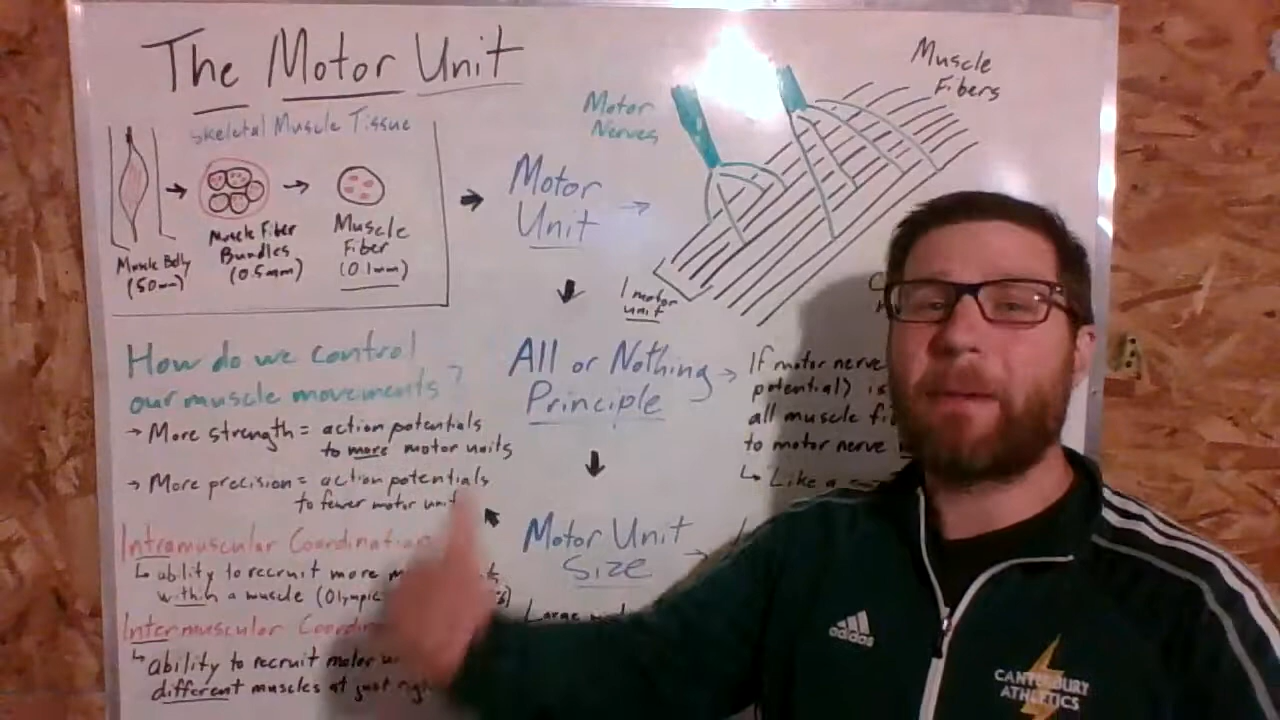 The Motor Unit
Skeletal Muscle Tissue
Muscle Belly
(50mm)
Muscle Fiber
Bundles
(0.5mm)
Muscle
Fiber
(0.1mm)
Motor
Unit
Motor
Nerves
Muscle
Fibers
1 motor
unit
How do we control
our muscle movements?
→ More strength = action potentials
to more motor units
→ More precision = action potentials
to fewer motor unit
Intramuscular Coordination
↳ ability to recruit more
within a muscle (Olympic
Intermuscular
↳ ability to recruit motor
different muscles at just
All or Nothing
Principle
→ If motor nerve
potential) is
all muscle
to motor nerve
↳ Like a
Motor Unit
Size
Large
adidas
CANTERBURY
ATHLETICS